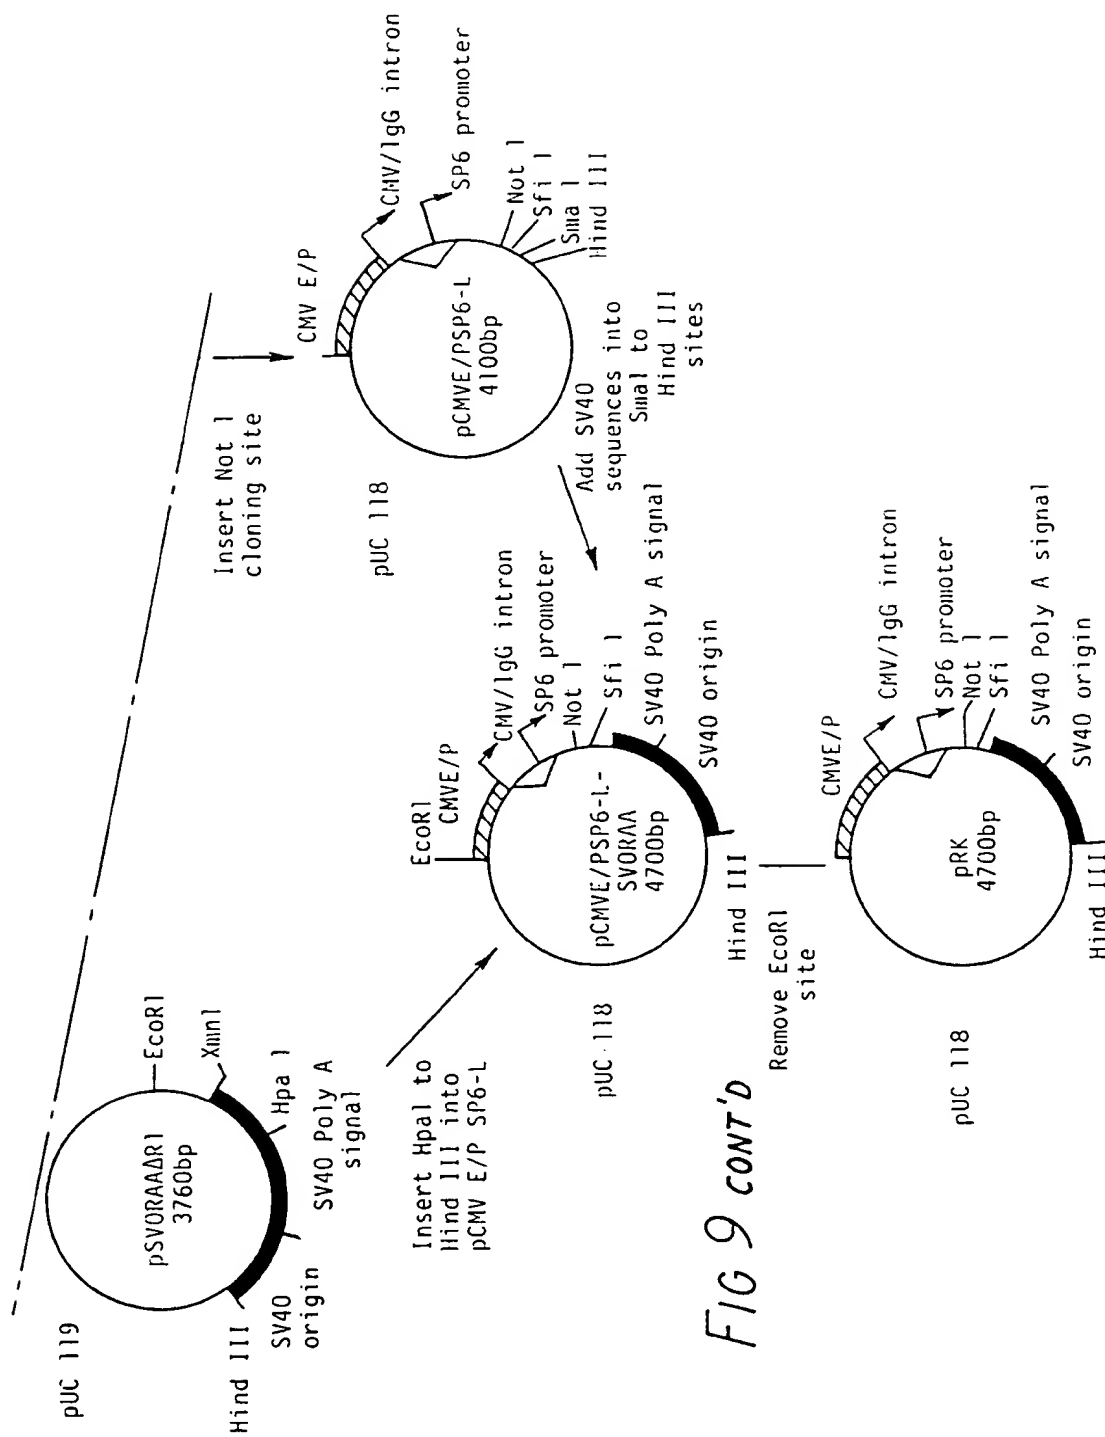 pUC 119
pSVORAAΔR1
3760bp
EcoR1
Xmn1
Hpa 1
SV40 Poly A
signal
SV40
origin
Hind III
Insert Not 1
cloning site
pUC 118
CMV E/P
CMV/1gG intron
SP6 promoter
Not 1
Sfi 1
Sma 1
Hind III
pCMVE/PSP6-L
4100bp
Insert Hpa1 to
Hind III into
pCMV E/P SP6-L
Add SV40
sequences into
Sma1 to
Hind III
sites
EcoR1
CMVE/P
CMV/1gG intron
SP6 promoter
Not 1
Sfi 1
SV40 Poly A signal
SV40 origin
Hind III
pCMVE/PSP6-L-
SVORAA
4700bp
pUC 118
Remove EcoR1
site
CMVE/P
CMV/1gG intron
SP6 promoter
Not 1
Sfi 1
SV40 Poly A signal
SV40 origin
Hind III
pRK
4700bp
pUC 118
FIG 9 CONT'D